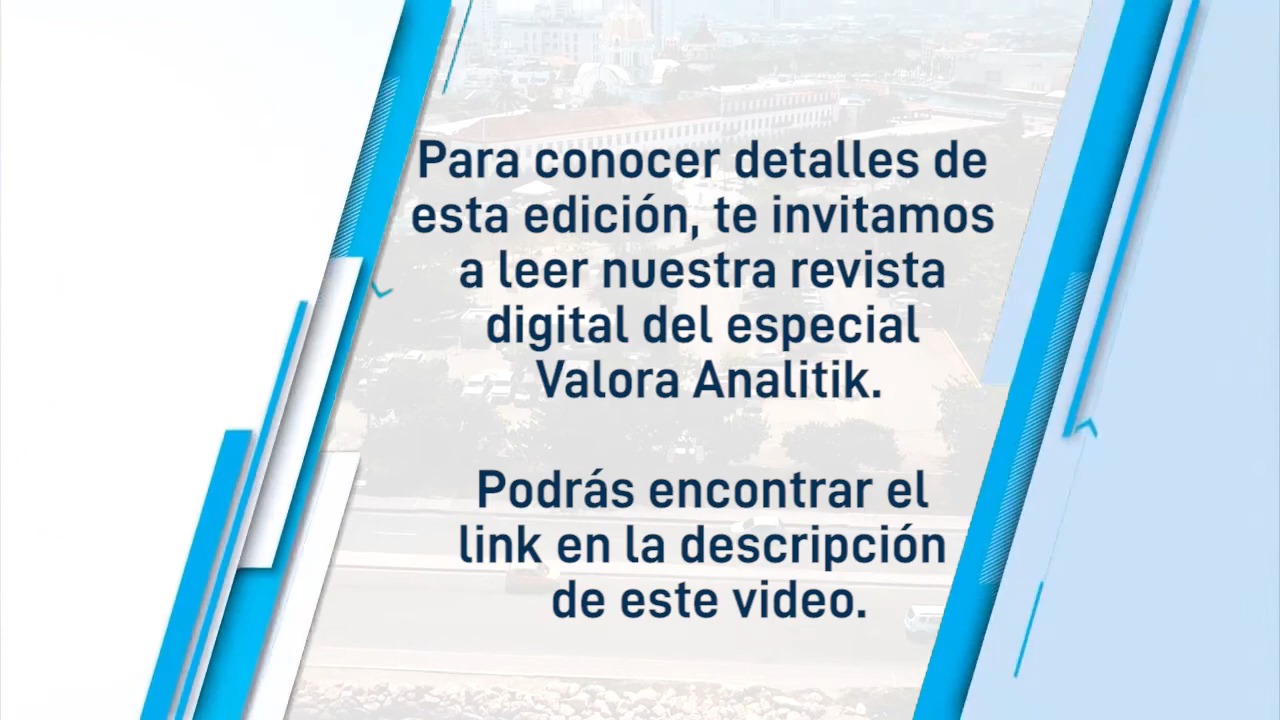 Para conocer detalles de
esta edición, te invitamos
a leer nuestra revista
digital del especial
Valora Analitik.
Podrás encontrar el
link en la descripción
de este video.